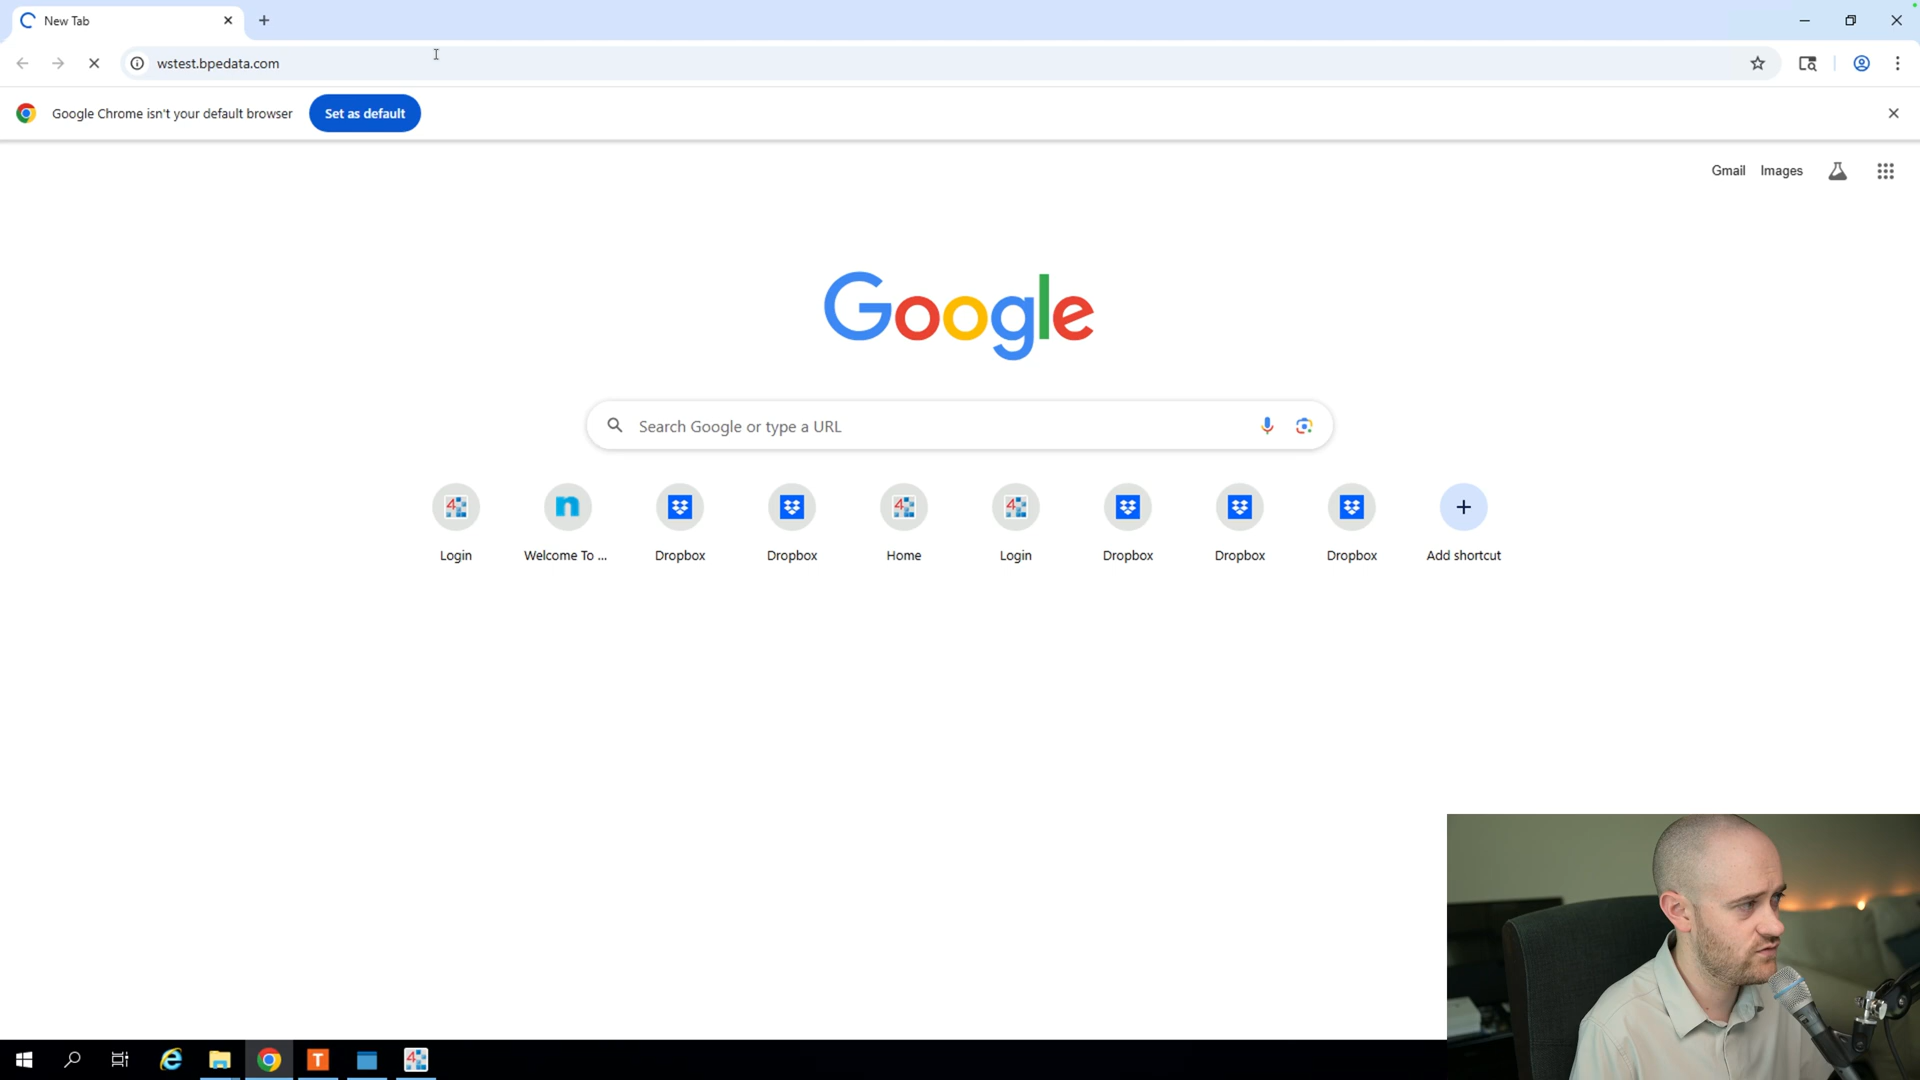 New Tab
wstest.bpedata.com
Google Chrome isn't your default browser
Set as default
Gmail
Images
Google
Search Google or type a URL
Login
Welcome To ...
Dropbox
Dropbox
Home
Login
Dropbox
Dropbox
Dropbox
Add shortcut